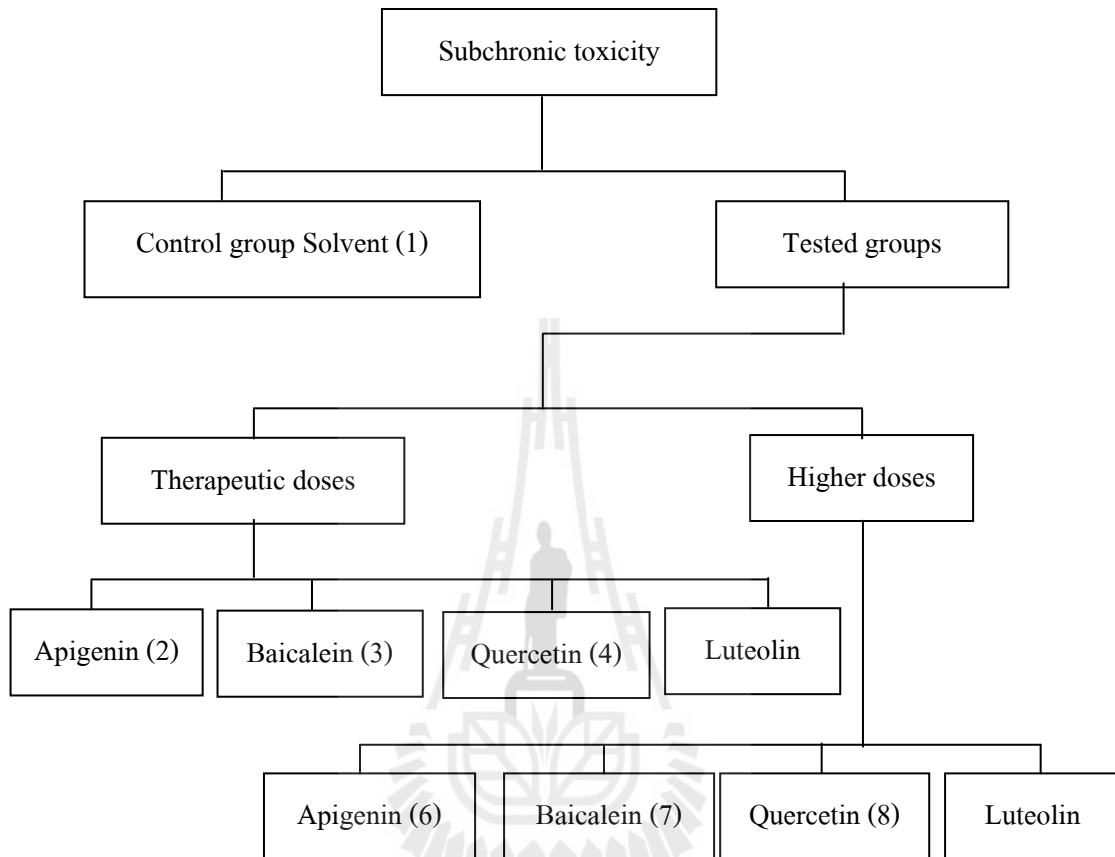 Subchronic toxicity
Control group Solvent (1)
Tested groups
Therapeutic doses
Higher doses
Apigenin (2)
Baicalein (3)
Quercetin (4)
Luteolin
Apigenin (6)
Baicalein (7)
Quercetin (8)
Luteolin